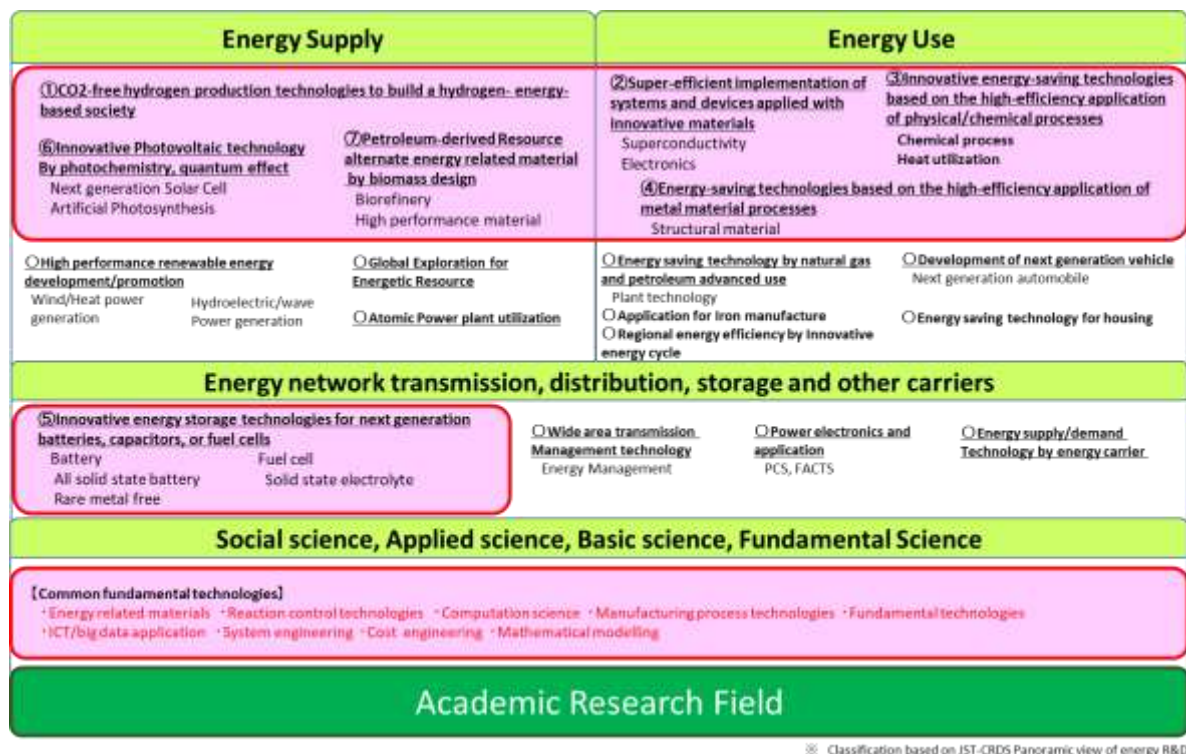 Energy Supply
Energy Use
①CO2-free hydrogen production technologies to build a hydrogen- energy-
based society
⑥Innovative Photovoltaic technology
By photochemistry, quantum effect
Next generation Solar Cell
Artificial Photosynthesis
⑦Petroleum-derived Resource
alternate energy related material
by biomass design
Biorefinery
High performance material
②Super-efficient implementation of
systems and devices applied with
Innovative materials
Superconductivity
Electronics
③Innovative energy-saving technologies
based on the high-efficiency application
of physical/chemical processes
Chemical process
Heat utilization
④Energy-saving technologies based on the high-efficiency application of
metal material processes
Structural material
○High performance renewable energy
development/promotion
Wind/Heat power
generation
Hydroelectric/wave
Power generation
○Global Exploration for
Energetic Resource
○Atomic Power plant utilization
○Energy saving technology by natural gas
and petroleum advanced use
Plant technology
○Application for Iron manufacture
○Regional energy efficiency by Innovative
energy cycle
○Development of next generation vehicle
Next generation automobile
○Energy saving technology for housing
Energy network transmission, distribution, storage and other carriers
⑤Innovative energy storage technologies for next generation
batteries, capacitors, or fuel cells
Battery
All solid state battery
Rare metal free
Fuel cell
Solid state electrolyte
○Wide area transmission
Management technology
Energy Management
○Power electronics and
application
PCS, FACTS
○Energy supply/demand
Technology by energy carrier
Social science, Applied science, Basic science, Fundamental Science
【Common fundamental technologies】
・Energy related materials ・Reaction control technologies ・Computation science ・Manufacturing process technologies ・Fundamental technologies
・ICT/big data application ・System engineering ・Cost engineering ・Mathematical modelling
Academic Research Field
※ Classification based on JST-CRDS Panoramic view of energy R&D